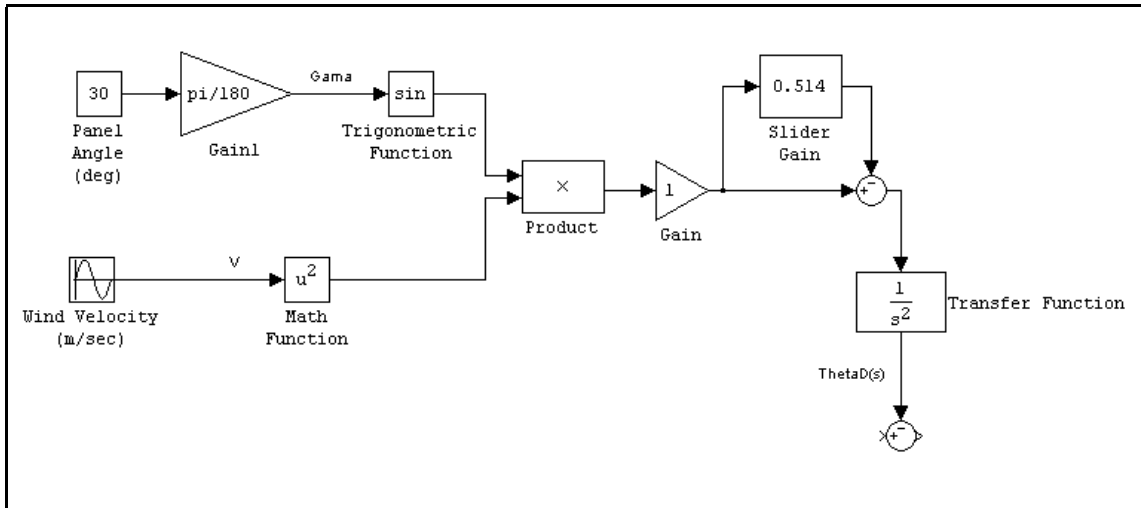 30
Panel
Angle
(deg)
pi/180
Gain1
Gama
sin
Trigonometric
Function
Wind Velocity
(m/sec)
V
u²
Math
Function
×
Product
1
Gain
0.514
Slider
Gain
+-
1
s²
Transfer Function
ThetaD(s)
+-